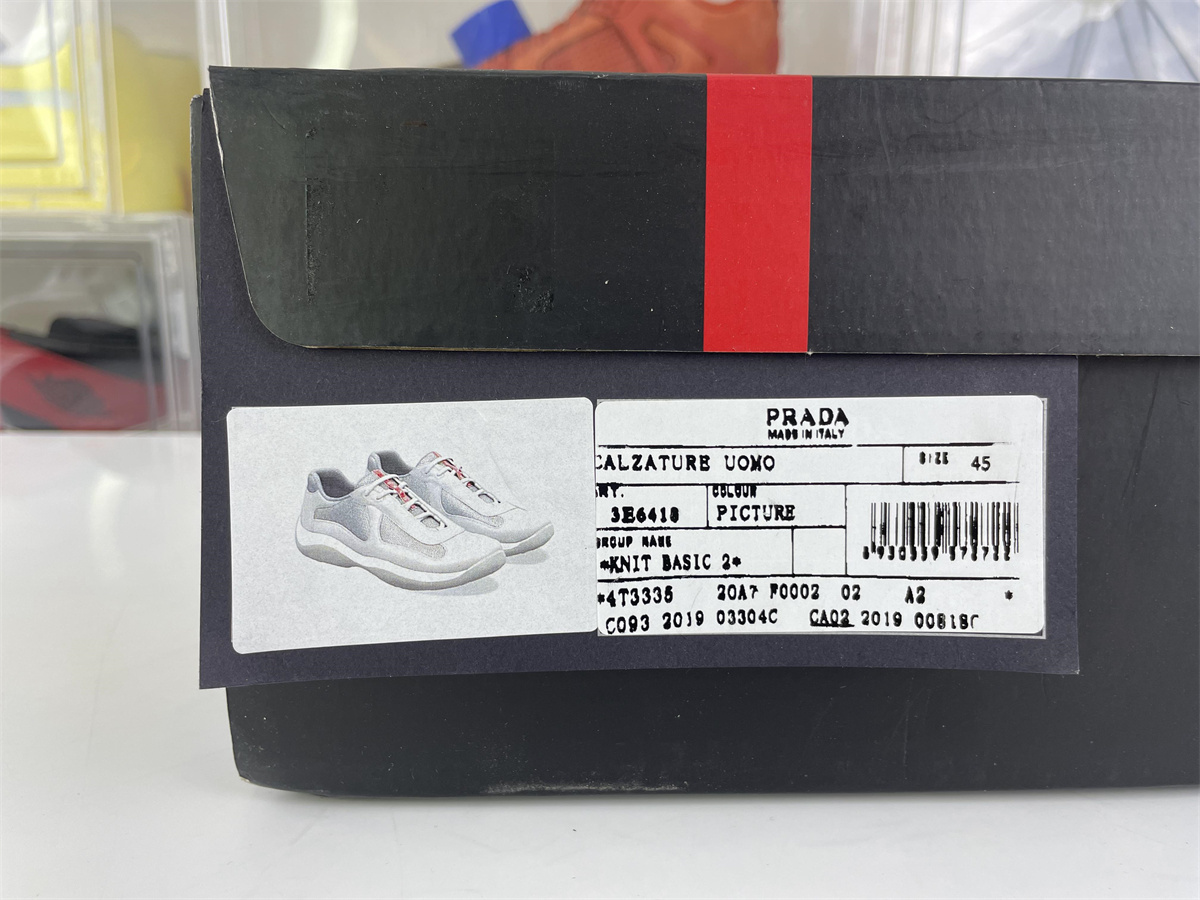 PRADA
MADE IN ITALY
CALZATURE UOMO
SIZE 45
COLOUR
3E6418 PICTURE
GROUP NAME
*KNIT BASIC 2*
*4T3335 20A7 F0002 02 A2 *
C093 2019 03304C CA02 2019